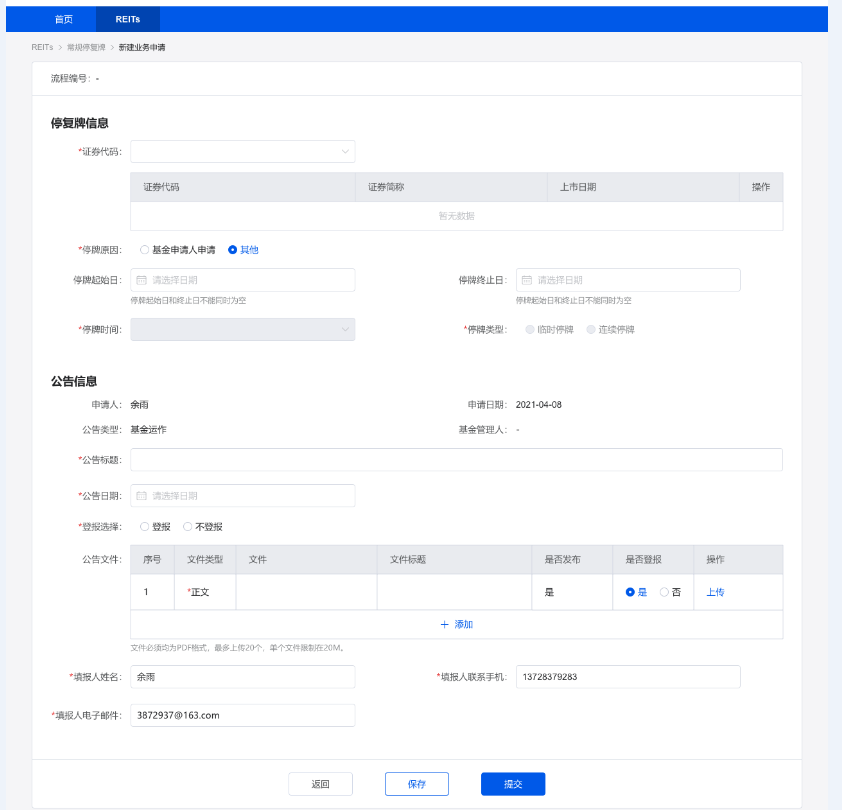 首页 REITs
REITs > 常规停复牌 > 新建业务申请
流程编号: -
停复牌信息
*证券代码:
证券代码 证券简称 上市日期 操作
暂无数据
*停牌原因: 基金申请人申请 其他
停牌起始日: 请选择日期 停牌终止日: 请选择日期
停牌起始日和终止日不能同时为空 停牌起始日和终止日不能同时为空
*停牌时间: *停牌类型: 临时停牌 连续停牌
公告信息
申请人: 余雨 申请日期: 2021-04-08
公告类型: 基金运作 基金管理人: -
*公告标题:
*公告日期: 请选择日期
*登报选择: 登报 不登报
公告文件: 序号 文件类型 文件 文件标题 是否发布 是否登报 操作
1 *正文 是 是 否 上传
+ 添加
文件必须均为PDF格式，最多上传20个，单个文件限制在20M。
*填报人姓名: 余雨 *填报人联系手机: 13728379283
*填报人电子邮件: 3872937@163.com
返回 保存 提交